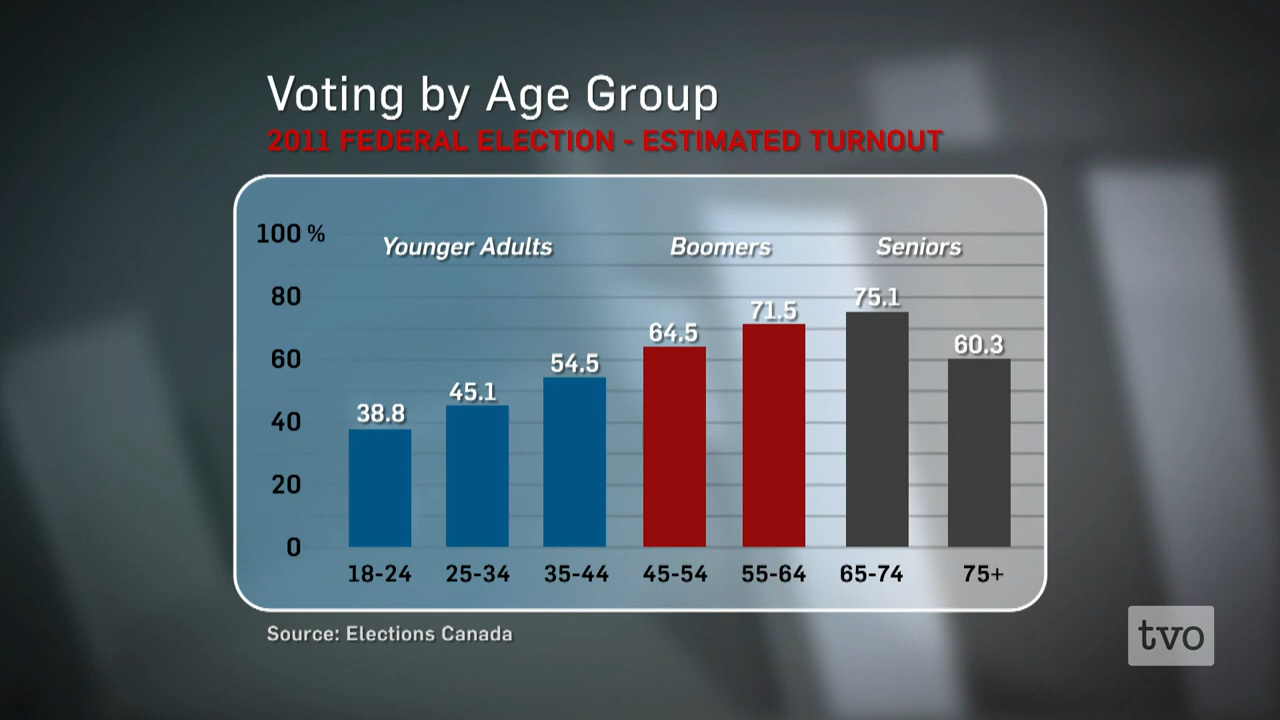 Voting by Age Group
2011 FEDERAL ELECTION - ESTIMATED TURNOUT
100 %
Younger Adults Boomers Seniors
80
60
40
20
0
38.8 45.1 54.5 64.5 71.5 75.1 60.3
18-24 25-34 35-44 45-54 55-64 65-74 75+
Source: Elections Canada
tvo